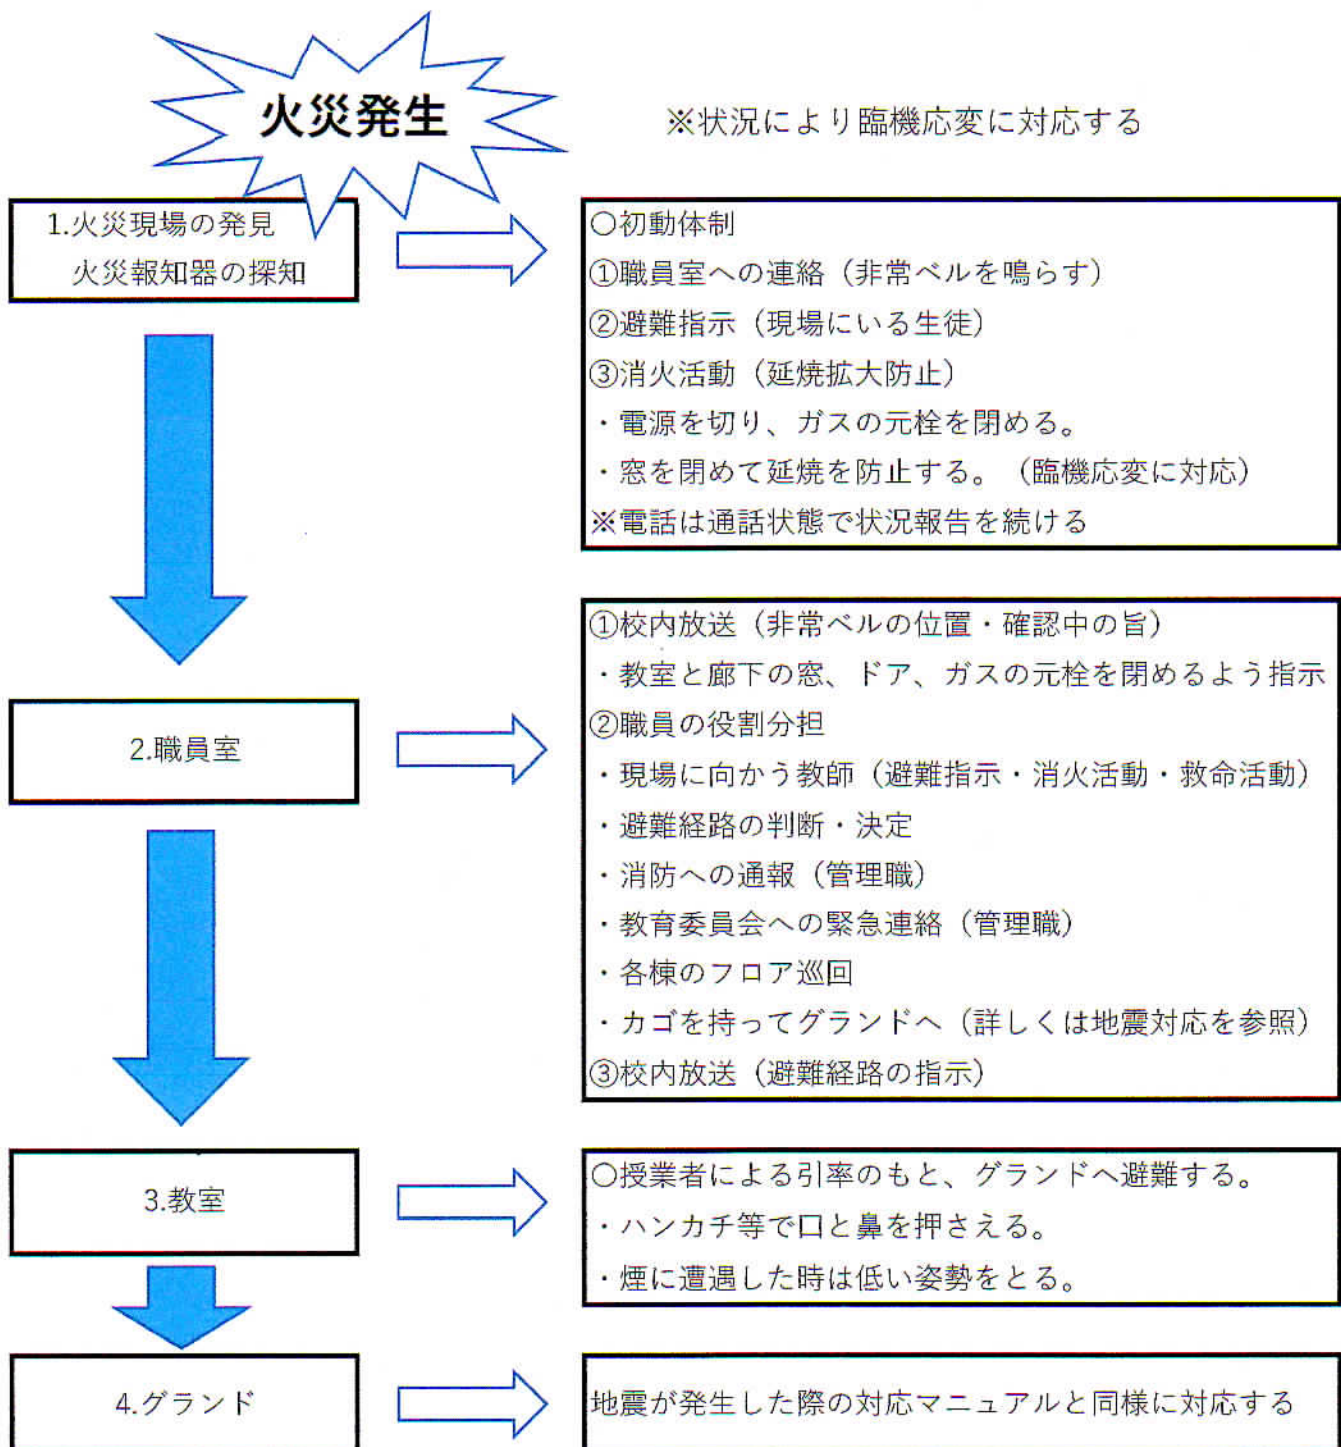 火災発生
※状況により臨機応変に対応する
1.火災現場の発見
火災報知器の探知
〇初動体制
①職員室への連絡（非常ベルを鳴らす）
②避難指示（現場にいる生徒）
③消火活動（延焼拡大防止）
・電源を切り、ガスの元栓を閉める。
・窓を閉めて延焼を防止する。（臨機応変に対応）
※電話は通話状態で状況報告を続ける
2.職員室
①校内放送（非常ベルの位置・確認中の旨）
・教室と廊下の窓、ドア、ガスの元栓を閉めるよう指示
②職員の役割分担
・現場に向かう教師（避難指示・消火活動・救命活動）
・避難経路の判断・決定
・消防への通報（管理職）
・教育委員会への緊急連絡（管理職）
・各棟のフロア巡回
・カゴを持ってグランドへ（詳しくは地震対応を参照）
③校内放送（避難経路の指示）
3.教室
〇授業者による引率のもと、グランドへ避難する。
・ハンカチ等で口と鼻を押さえる。
・煙に遭遇した時は低い姿勢をとる。
4.グランド
地震が発生した際の対応マニュアルと同様に対応する